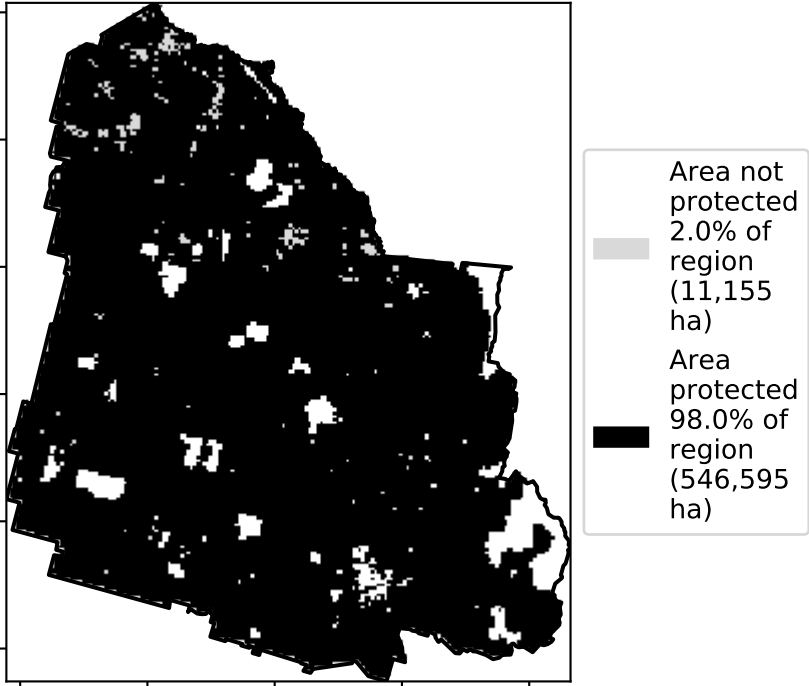 Area not
protected
2.0% of
region
(11,155
ha)
Area
protected
98.0% of
region
(546,595
ha)